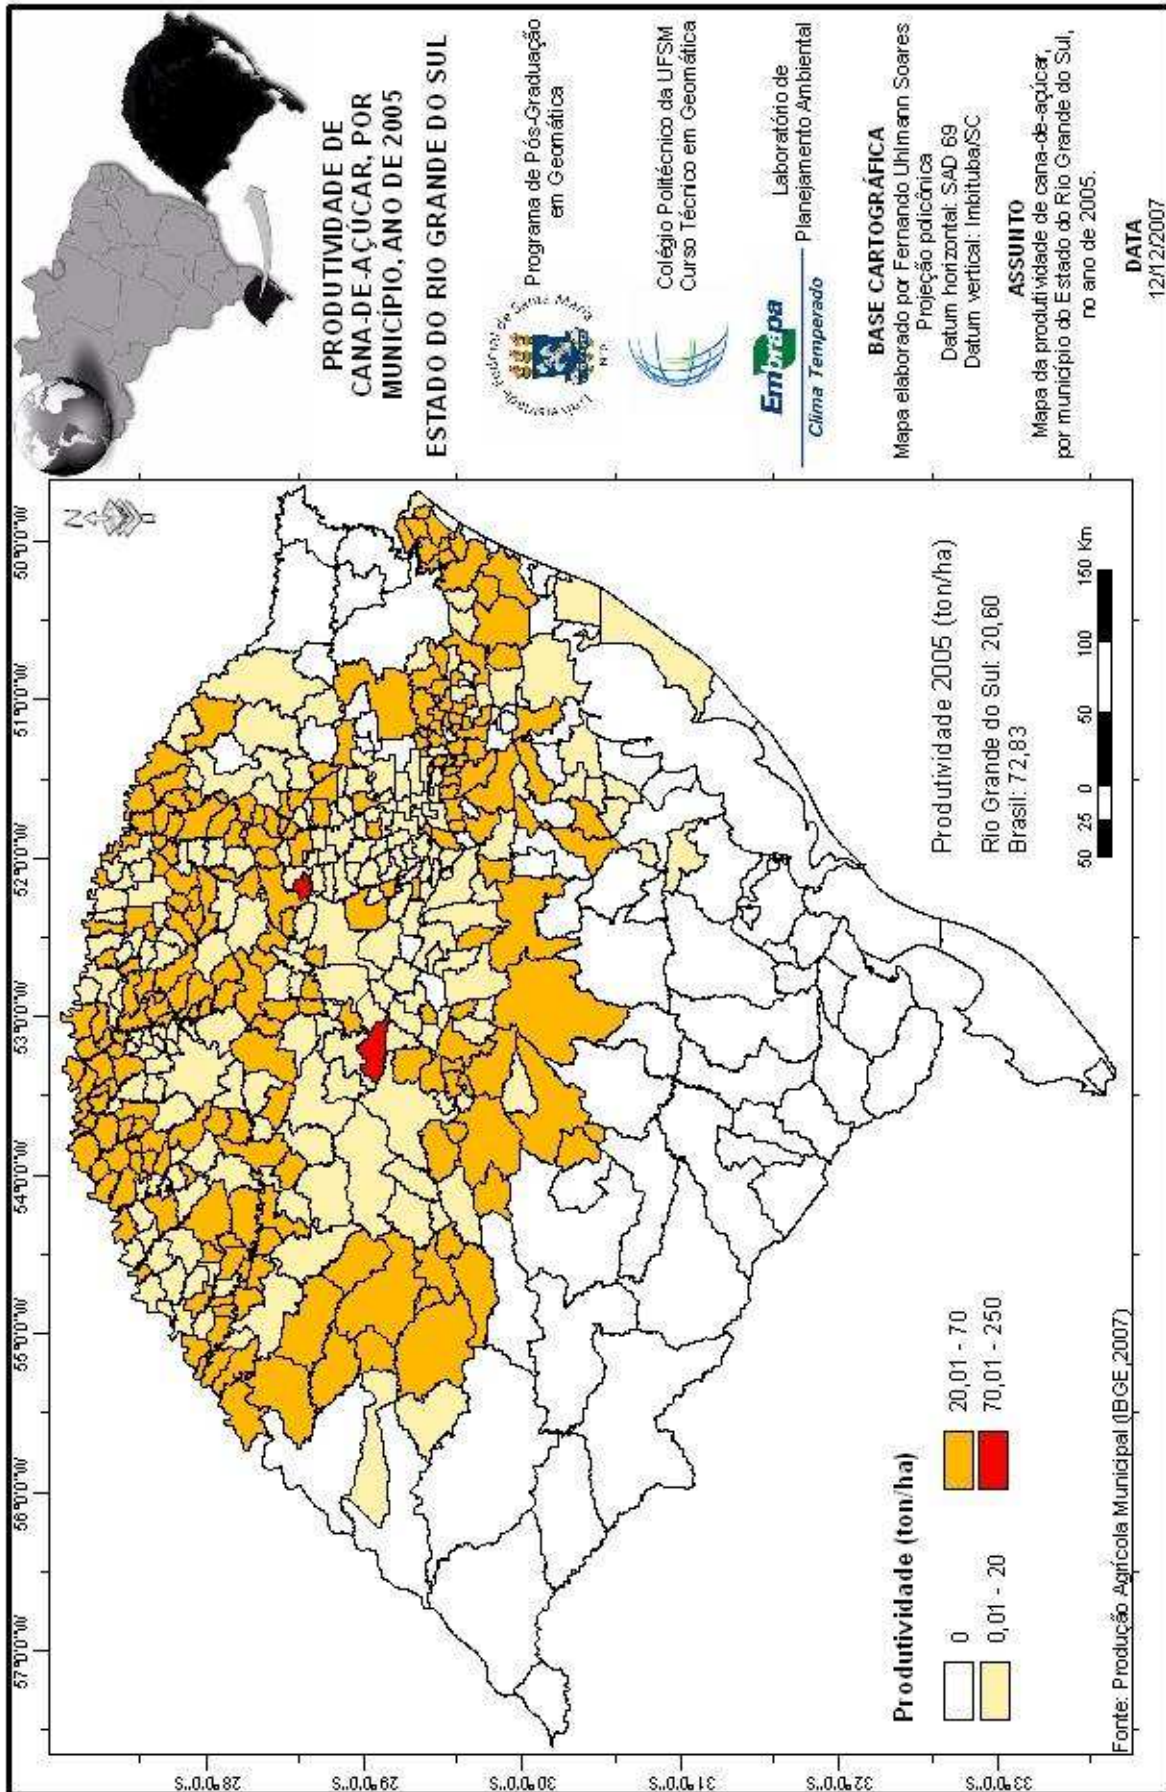 57°0'0"W
56°0'0"W
55°0'0"W
54°0'0"W
53°0'0"W
52°0'0"W
51°0'0"W
50°0'0"W
28°0'0"S
29°0'0"S
30°0'0"S
31°0'0"S
32°0'0"S
33°0'0"S
N
Produtividade (ton/ha)
0
0,01 - 20
20,01 - 70
70,01 - 250
Produtividade 2005 (ton/ha)
Rio Grande do Sul: 20,60
Brasil: 72,83
50 25 0 50 100 150 Km
Fonte: Produção Agrícola Municipal (IBGE,2007)
PRODUTIVIDADE DE
CANA-DE-AÇÚCAR, POR
MUNICÍPIO, ANO DE 2005
ESTADO DO RIO GRANDE DO SUL
Programa de Pós-Graduação
em Geomática
Colégio Politécnico da UFSM
Curso Técnico em Geomática
Embrapa
Clima Temperado
Laboratório de
Planejamento Ambiental
BASE CARTOGRÁFICA
Mapa elaborado por Fernando Uhlmann Soares
Projeção policônica
Datum horizontal: SAD 69
Datum vertical: Imbituba/SC
ASSUNTO
Mapa da produtividade de cana-de-açúcar,
por município do Estado do Rio Grande do Sul,
no ano de 2005.
DATA
12/12/2007